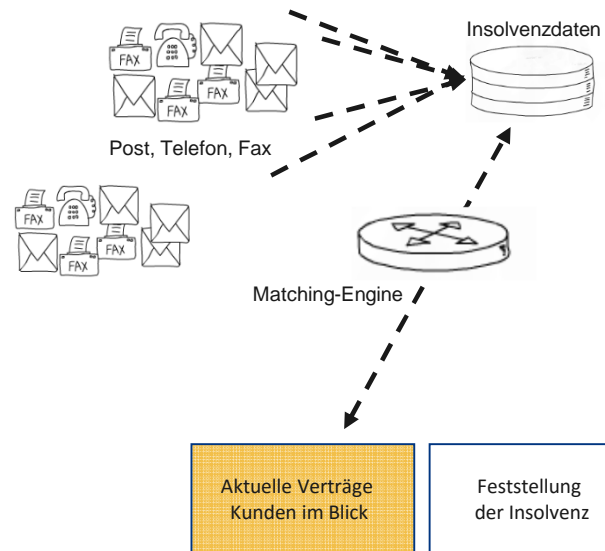 Insolvenzdaten
FAX
FAX
FAX
Post, Telefon, Fax
FAX
FAX
FAX
Matching-Engine
Aktuelle Verträge
Kunden im Blick
Feststellung
der Insolvenz